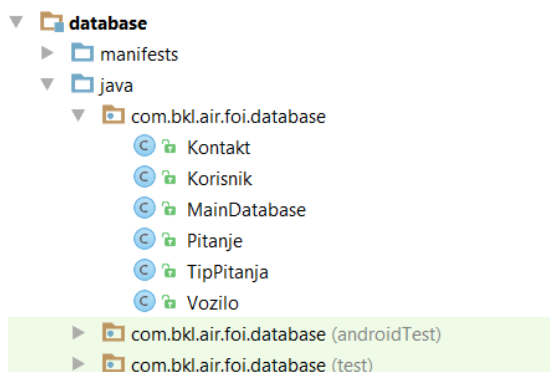 database
manifests
java
com.bkl.air.foi.database
C Kontakt
C Korisnik
C MainDatabase
C Pitanje
C TipPitanja
C Vozilo
com.bkl.air.foi.database (androidTest)
com.bkl.air.foi.database (test)